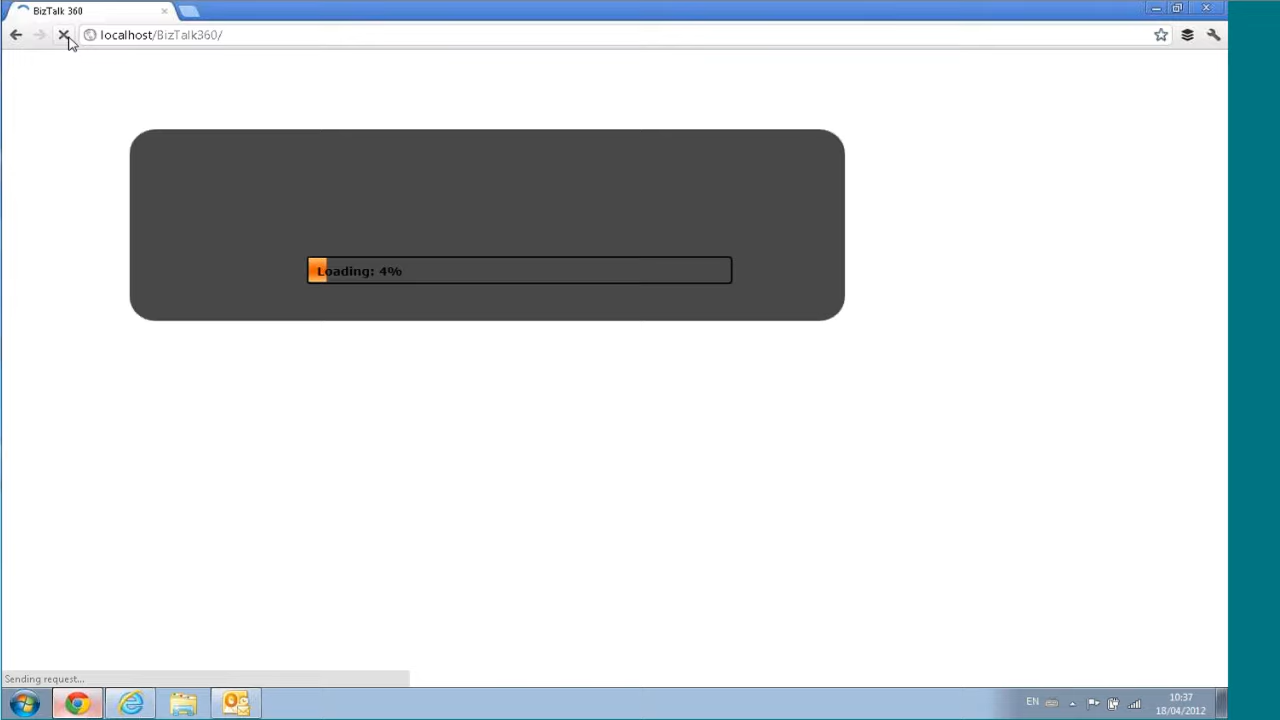 BizTalk 360
localhost/BizTalk360/
Loading: 4%
Sending request...
EN
10:37
18/04/2012